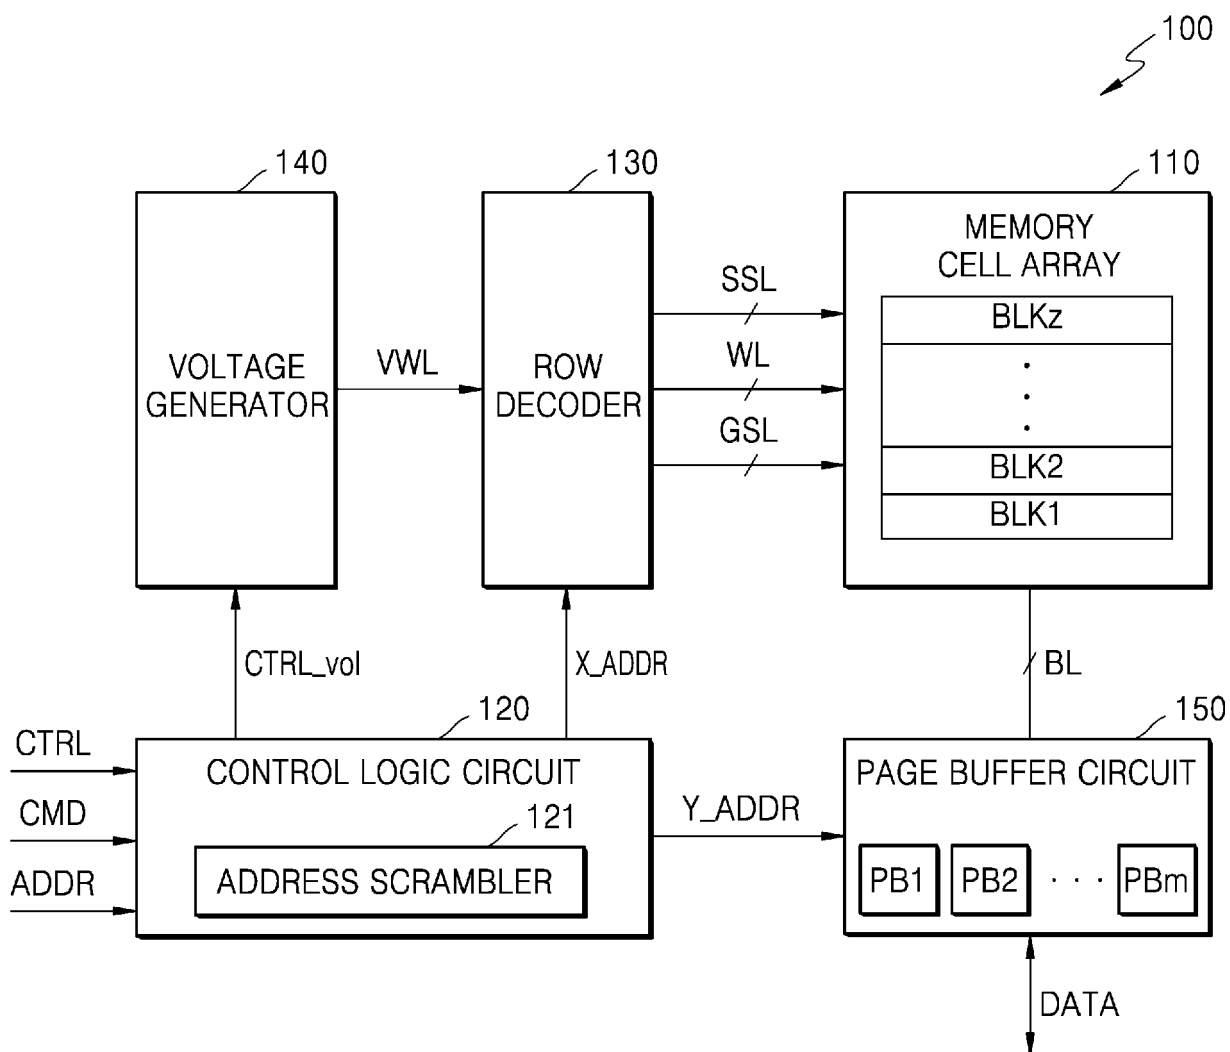 100
140
130
110
VOLTAGE
GENERATOR
VWL
ROW
DECODER
SSL
WL
GSL
MEMORY
CELL ARRAY
BLKz
BLK2
BLK1
CTRL_vol
X_ADDR
BL
120
150
CTRL
CMD
ADDR
CONTROL LOGIC CIRCUIT
121
ADDRESS SCRAMBLER
Y_ADDR
PAGE BUFFER CIRCUIT
PB1 PB2 · · · PBm
DATA